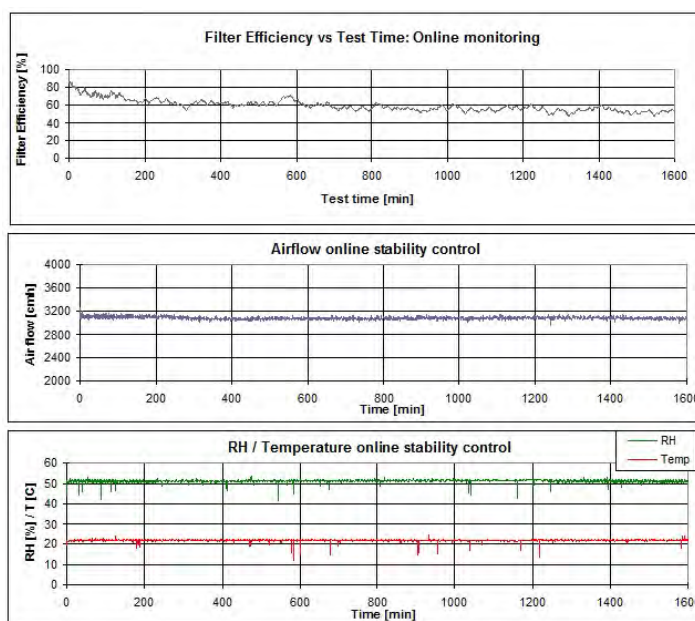 Filter Efficiency vs Test Time: Online monitoring
Filter Efficiency [%]
100
80
60
40
20
0
0 200 400 600 800 1000 1200 1400 1600
Test time [min]
Airflow online stability control
Air flow [cmh]
4000
3600
3200
2800
2400
2000
0 200 400 600 800 1000 1200 1400 1600
Time [min]
RH / Temperature online stability control
RH
Temp
RH [%] / T [C]
60
50
40
30
20
10
0
0 200 400 600 800 1000 1200 1400 1600
Time [min]